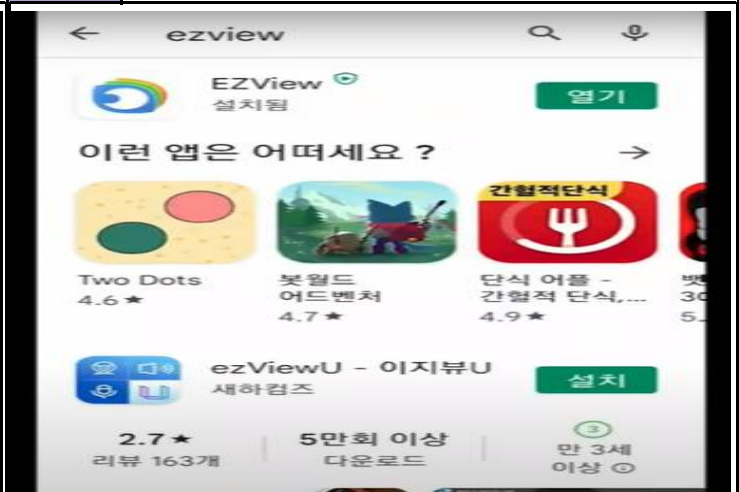 ezview
EZView
설치됨
열기
이런 앱은 어떠세요 ?
간헐적단식
Two Dots
4.6★
봇월드
어드벤처
4.7★
단식 어플 -
간헐적 단식,...
4.9★
뱃
30
5.
ezViewU - 이지뷰U
새하컴즈
설치
2.7★
리뷰 163개
5만회 이상
다운로드
3
만 3세
이상